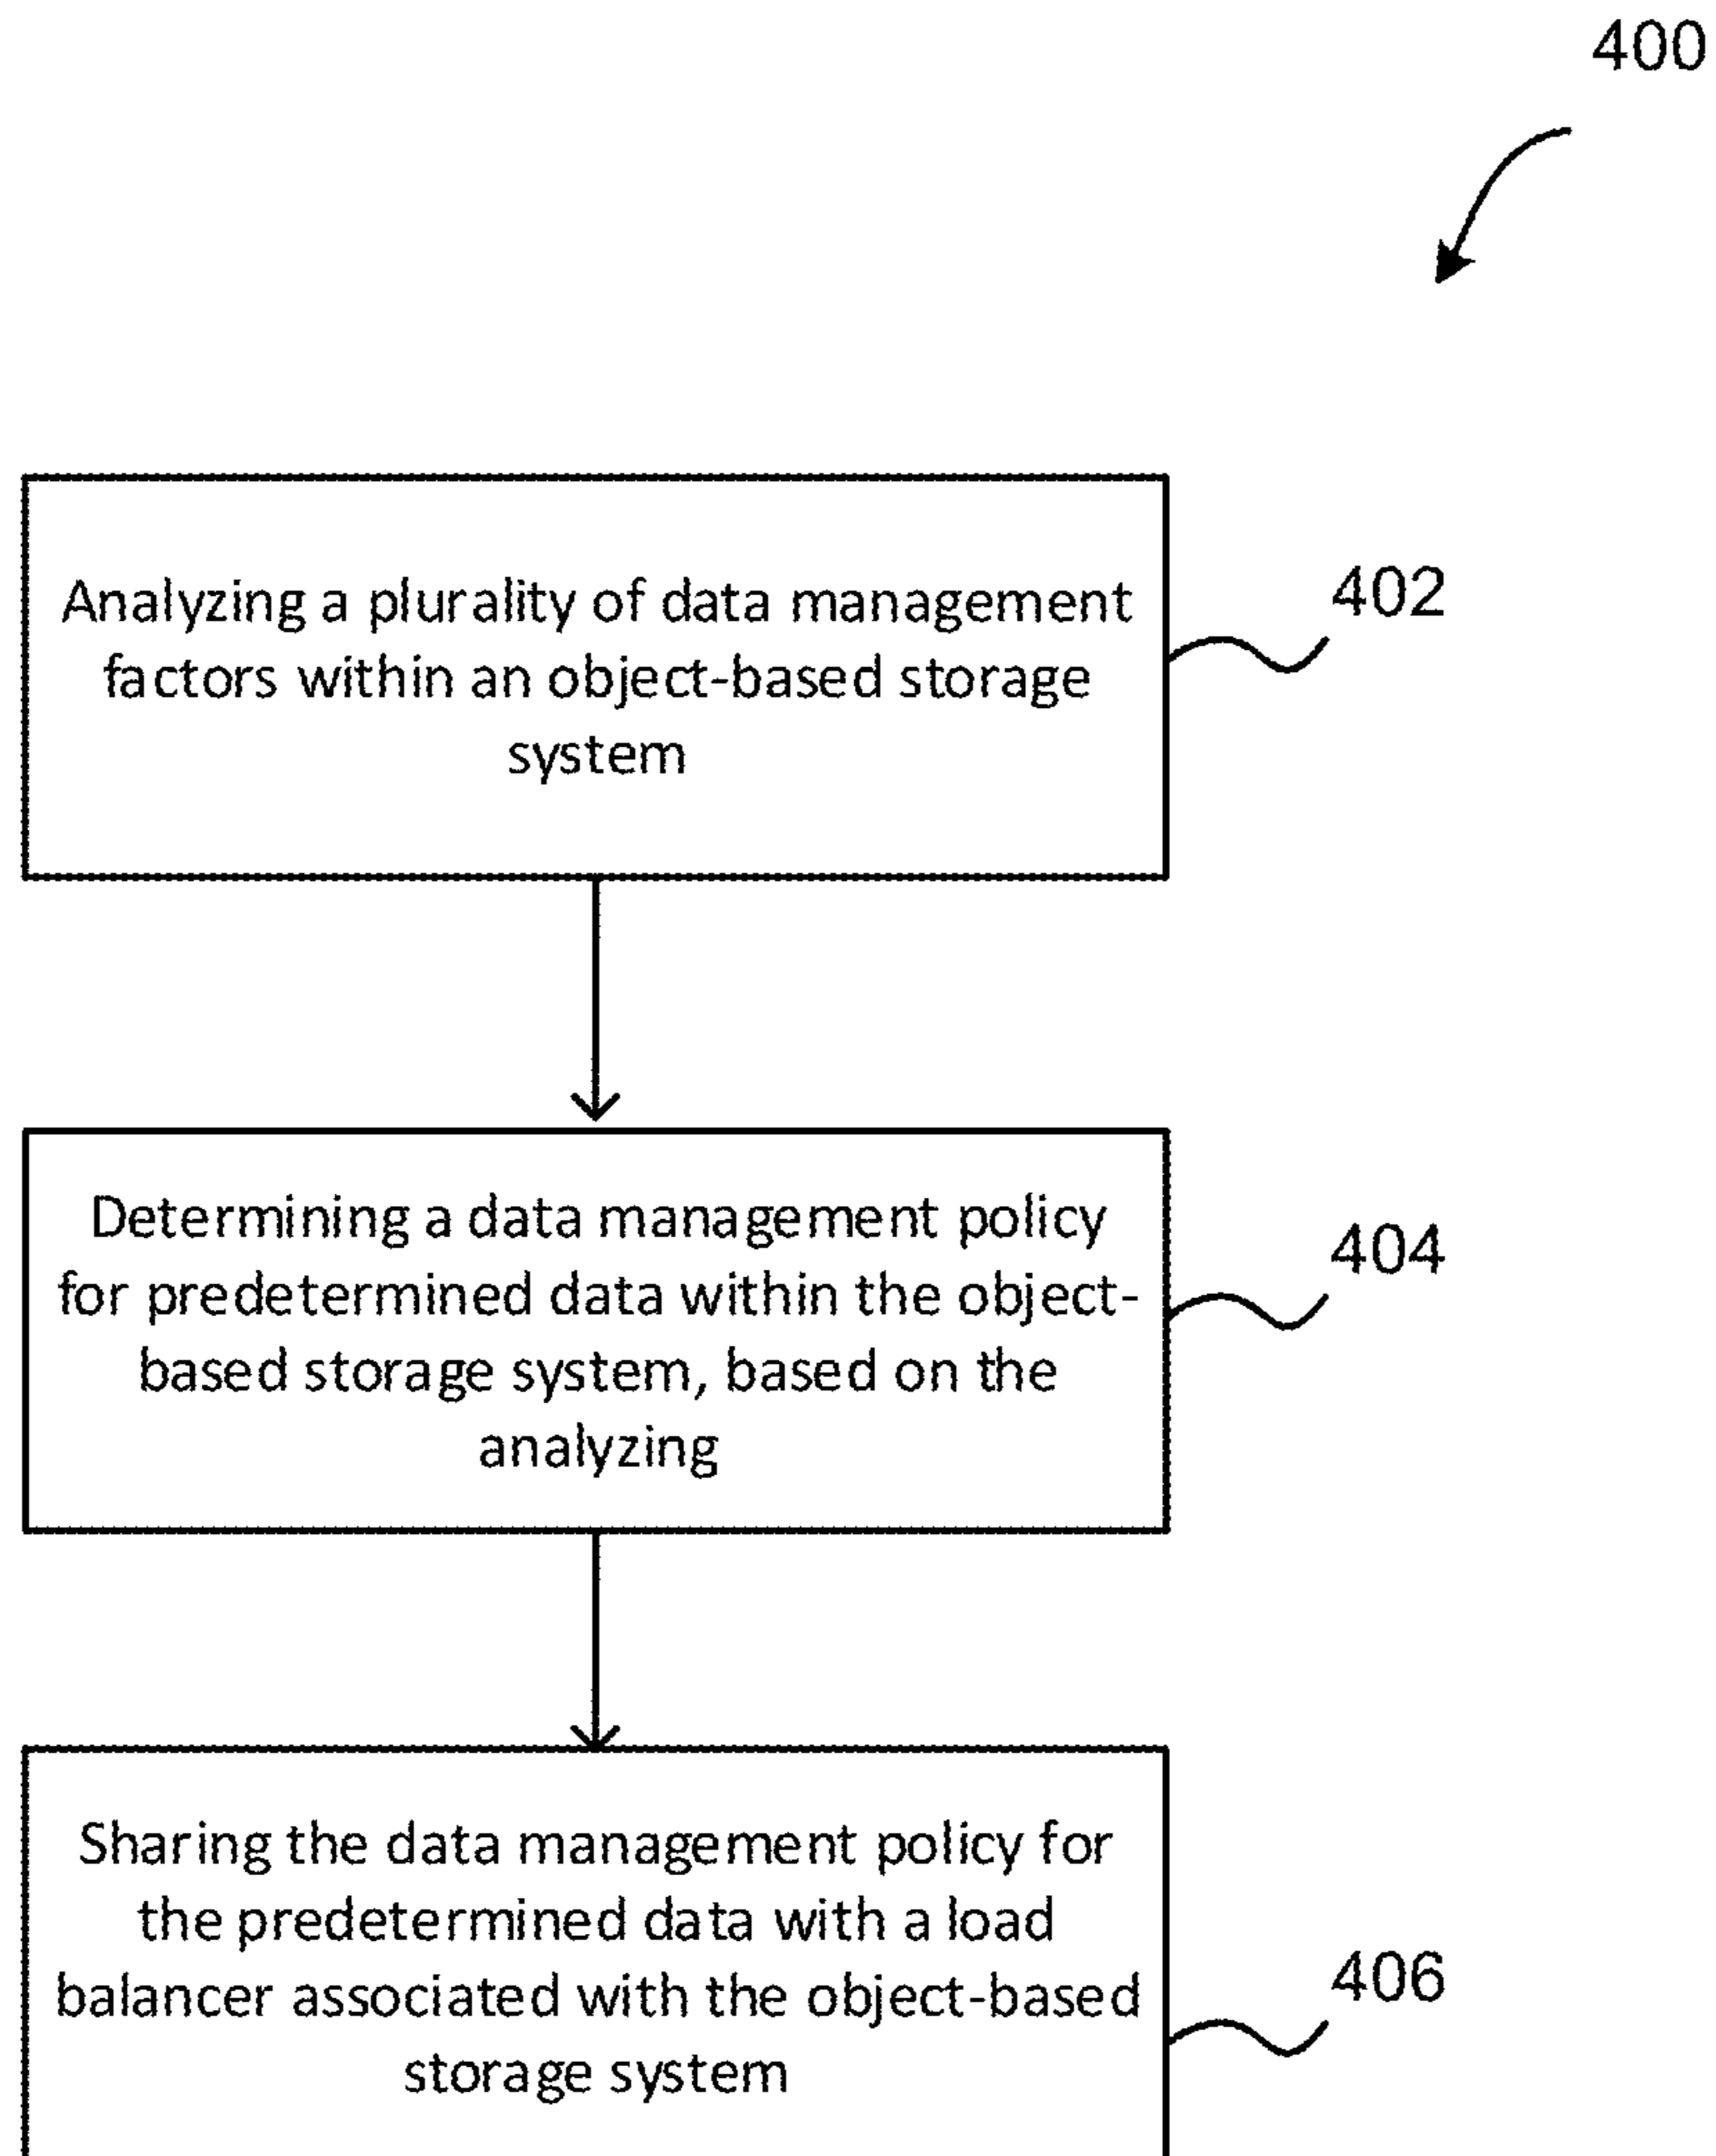 400
Analyzing a plurality of data management
factors within an object-based storage
system
402
Determining a data management policy
for predetermined data within the object-
based storage system, based on the
analyzing
404
Sharing the data management policy for
the predetermined data with a load
balancer associated with the object-based
storage system
406